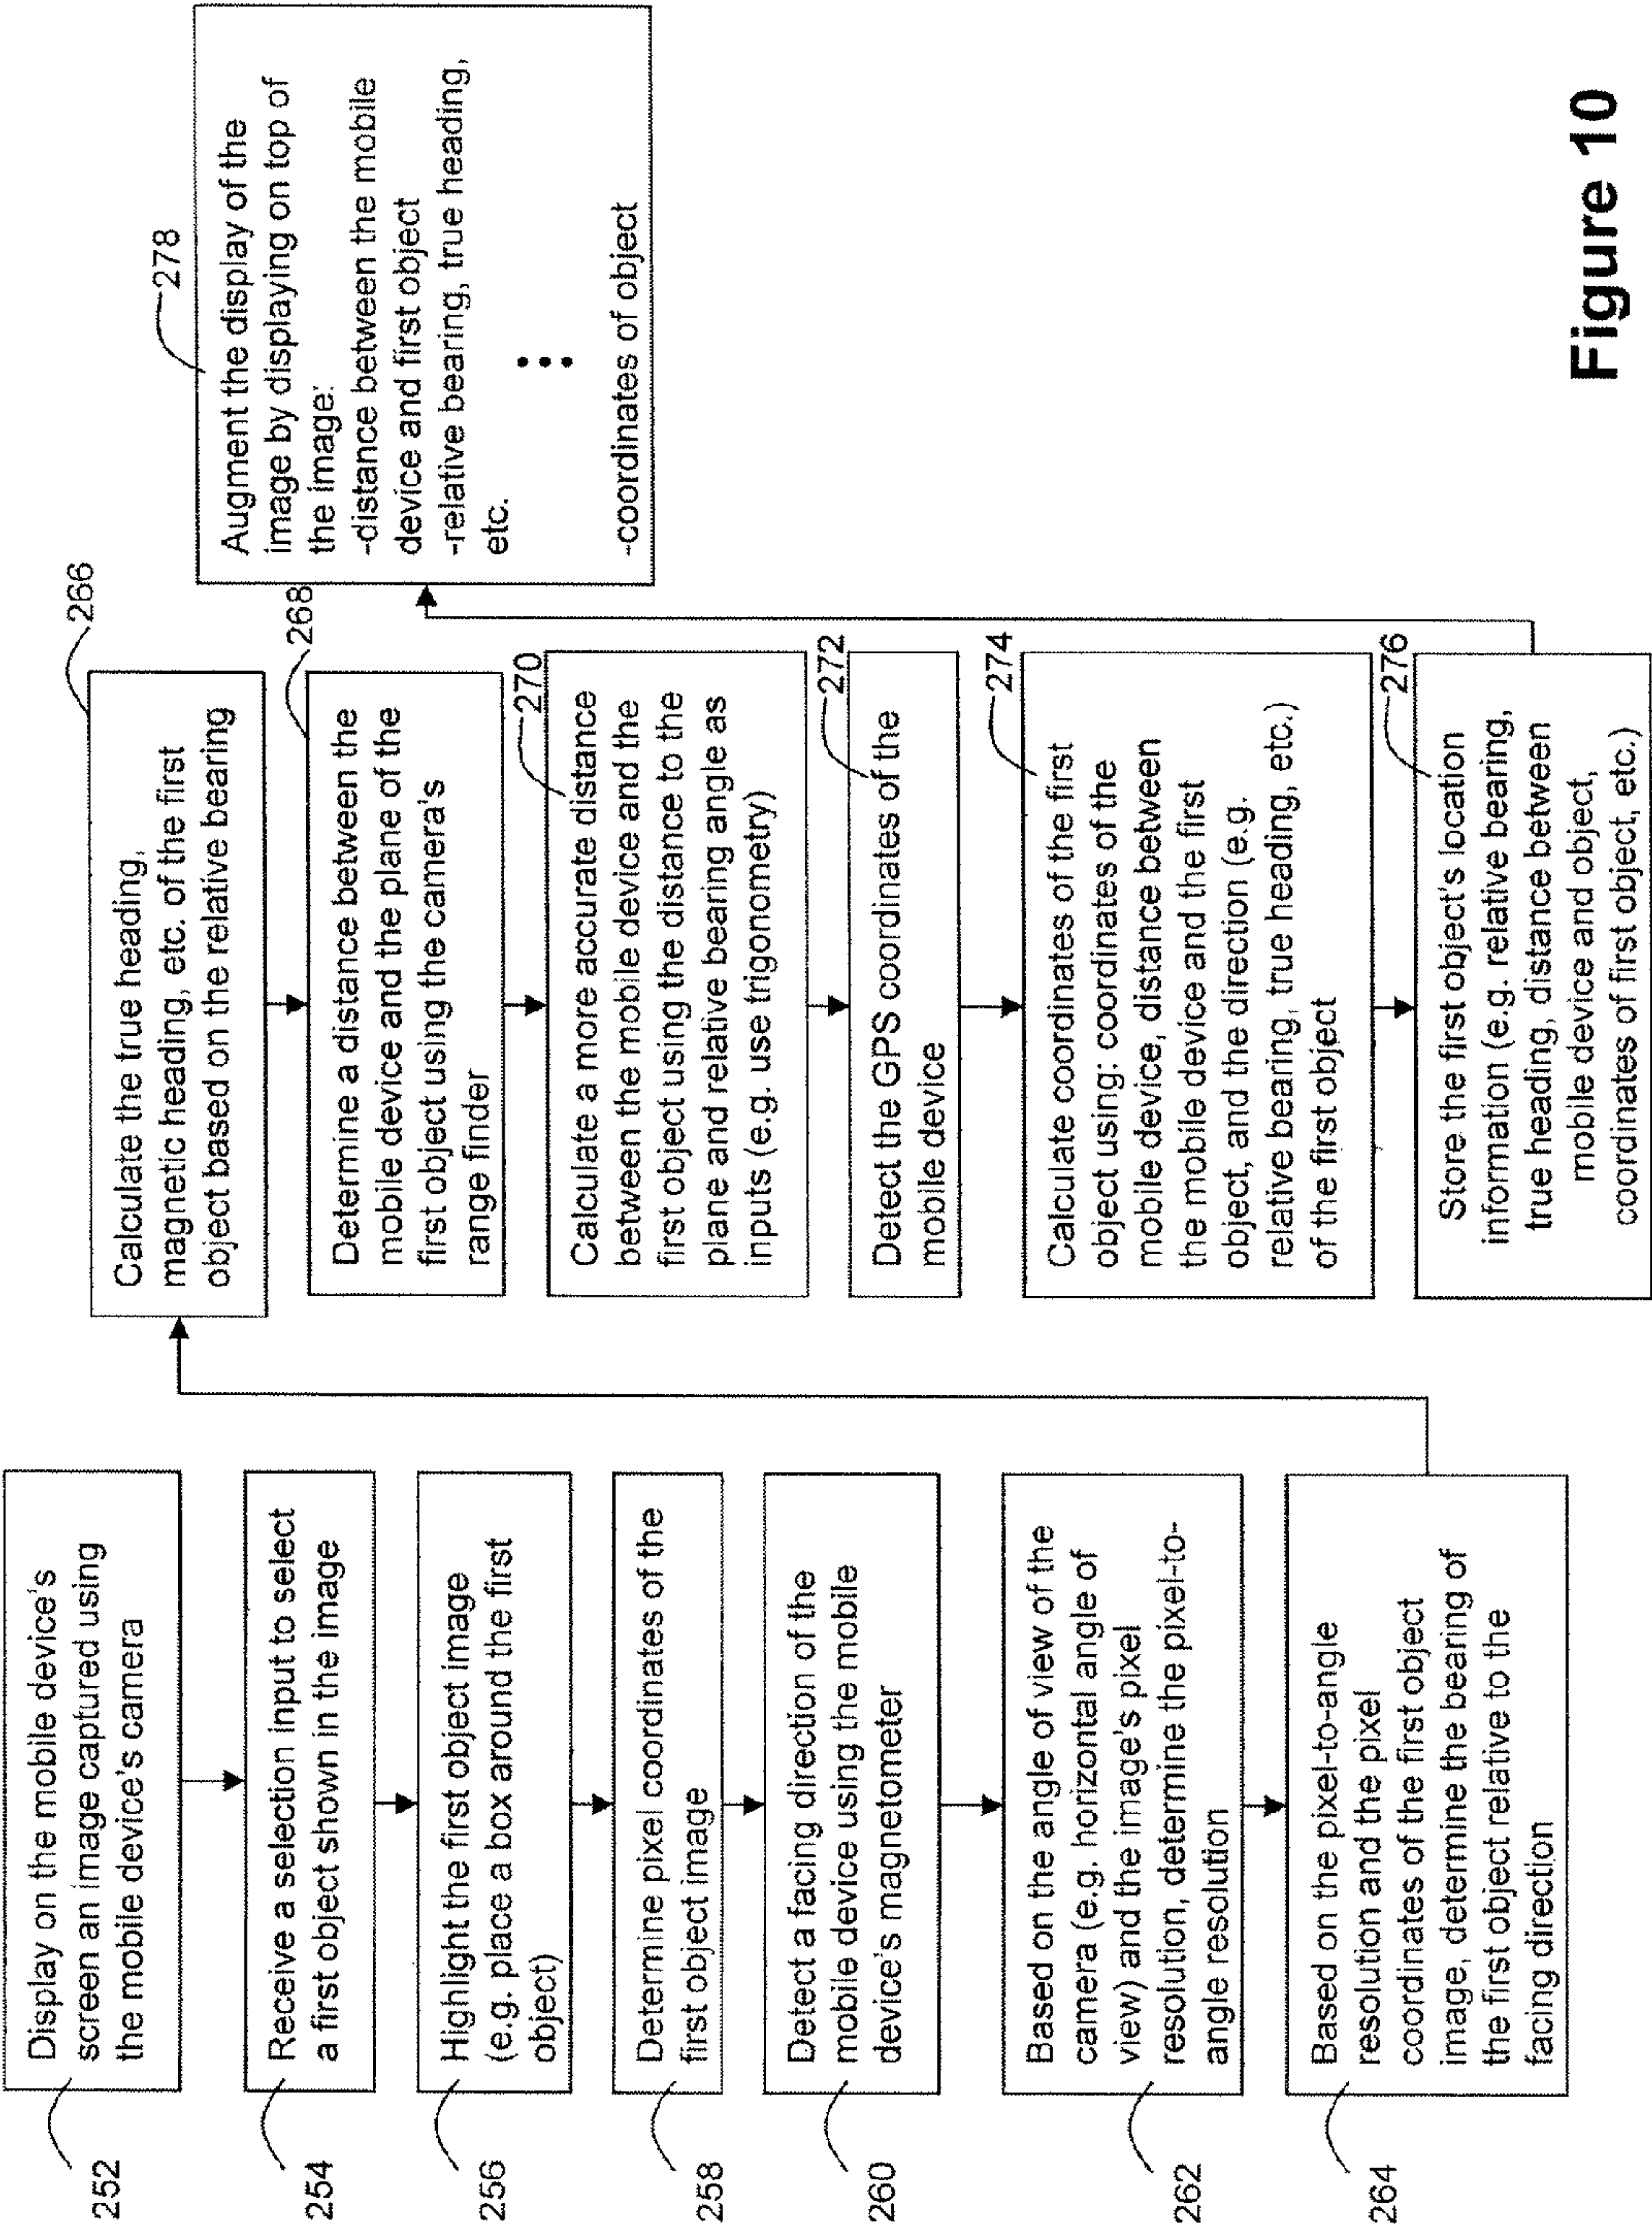 252
Display on the mobile device's
screen an image captured using
the mobile device's camera
254
Receive a selection input to select
a first object shown in the image
256
Highlight the first object image
(e.g. place a box around the first
object)
258
Determine pixel coordinates of the
first object image
260
Detect a facing direction of the
mobile device using the mobile
device's magnetometer
262
Based on the angle of view of the
camera (e.g. horizontal angle of
view) and the image's pixel
resolution, determine the pixel-to-
angle resolution
264
Based on the pixel-to-angle
resolution and the pixel
coordinates of the first object
image, determine the bearing of
the first object relative to the
facing direction
266
Calculate the true heading,
magnetic heading, etc. of the first
object based on the relative bearing
268
Determine a distance between the
mobile device and the plane of the
first object using the camera's
range finder
270
Calculate a more accurate distance
between the mobile device and the
first object using the distance to the
plane and relative bearing angle as
inputs (e.g. use trigonometry)
272
Detect the GPS coordinates of the
mobile device
274
Calculate coordinates of the first
object using: coordinates of the
mobile device, distance between
the mobile device and the first
object, and the direction (e.g.
relative bearing, true heading, etc.)
of the first object
276
Store the first object's location
information (e.g. relative bearing,
true heading, distance between
mobile device and object,
coordinates of first object, etc.)
278
Augment the display of the
image by displaying on top of
the image:
-distance between the mobile
device and first object
-relative bearing, true heading,
etc.
-coordinates of object
Figure 10